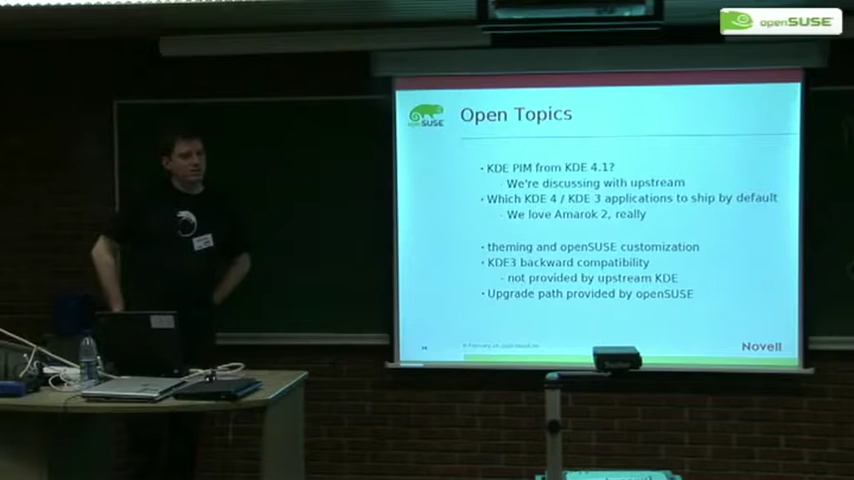 openSUSE
openSUSE
Open Topics
· KDE PIM from KDE 4.1?
- We're discussing with upstream
· Which KDE 4 / KDE 3 applications to ship by default
- We love Amarok 2, really
· theming and openSUSE customization
· KDE3 backward compatibility
- not provided by upstream KDE
· Upgrade path provided by openSUSE
Novell